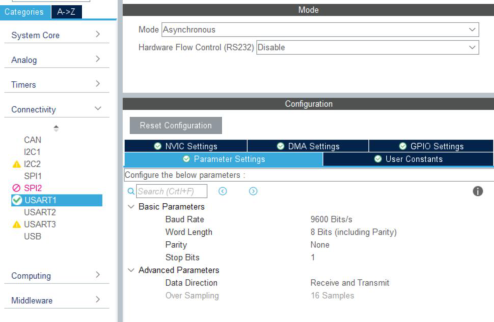 Categories A->Z
System Core
Analog
Timers
Connectivity
CAN
I2C1
I2C2
SPI1
SPI2
USART1
USART2
USART3
USB
Computing
Middleware
Mode
Mode Asynchronous
Hardware Flow Control (RS232) Disable
Configuration
Reset Configuration
NVIC Settings DMA Settings GPIO Settings
Parameter Settings User Constants
Configure the below parameters :
Search (Crtl+F)
Basic Parameters
Baud Rate 9600 Bits/s
Word Length 8 Bits (including Parity)
Parity None
Stop Bits 1
Advanced Parameters
Data Direction Receive and Transmit
Over Sampling 16 Samples